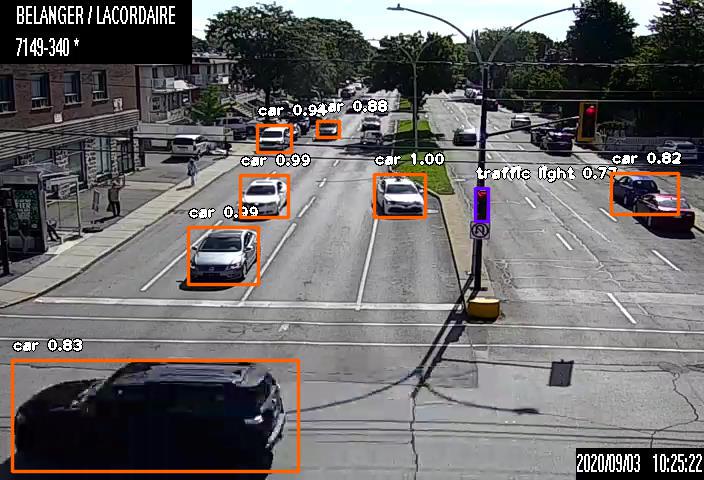 BELANGER / LACORDAIRE
7149-340 *
car 0.94
car 0.88
car 0.99
car 1.00
traffic light 0.77
car 0.82
car 0.99
car 0.83
2020/09/03 10:25:22